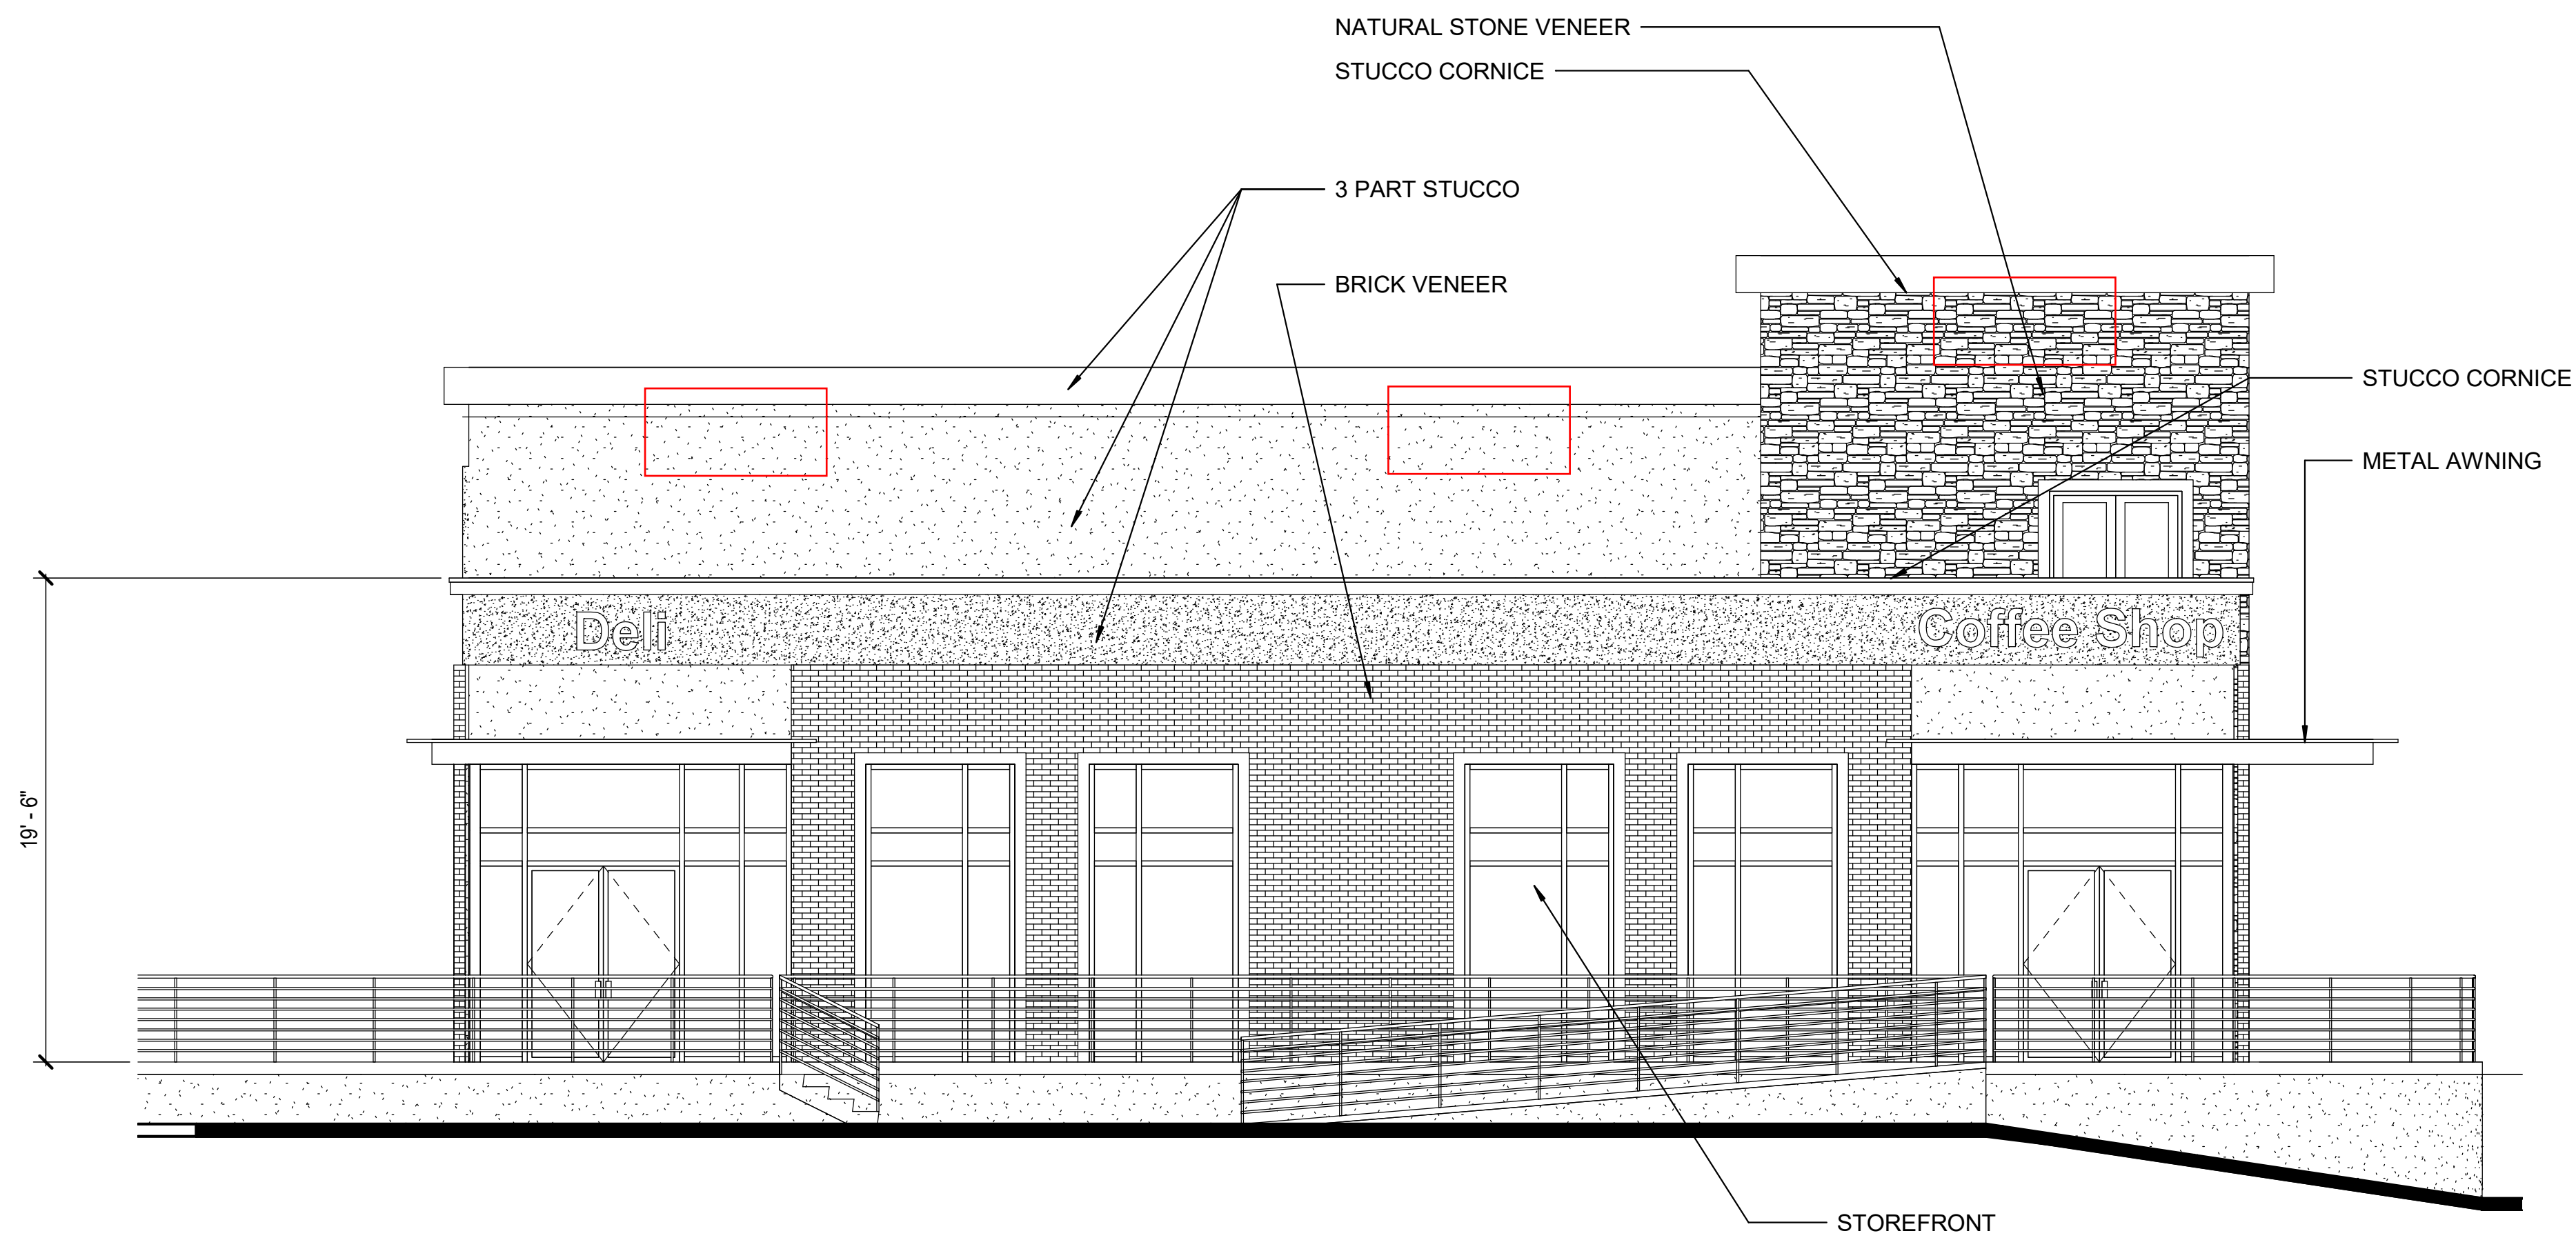 NATURAL STONE VENEER
STUCCO CORNICE
3 PART STUCCO
BRICK VENEER
STUCCO CORNICE
METAL AWNING
Deli
Coffee Shop
19' - 6"
STOREFRONT